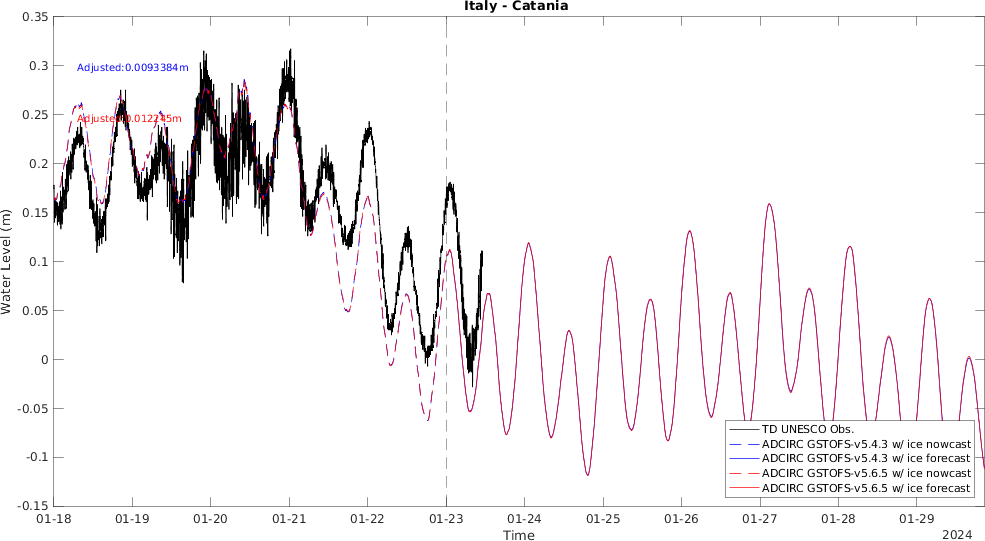 Italy - Catania
0.35
0.3
0.25
0.2
0.15
0.1
0.05
0
-0.05
-0.1
-0.15
Water Level (m)
Adjusted:0.0093384m
Adjusted:0.012245m
TD UNESCO Obs.
ADCIRC GSTOFS-v5.4.3 w/ ice nowcast
ADCIRC GSTOFS-v5.4.3 w/ ice forecast
ADCIRC GSTOFS-v5.6.5 w/ ice nowcast
ADCIRC GSTOFS-v5.6.5 w/ ice forecast
01-18 01-19 01-20 01-21 01-22 01-23 01-24 01-25 01-26 01-27 01-28 01-29
Time
2024